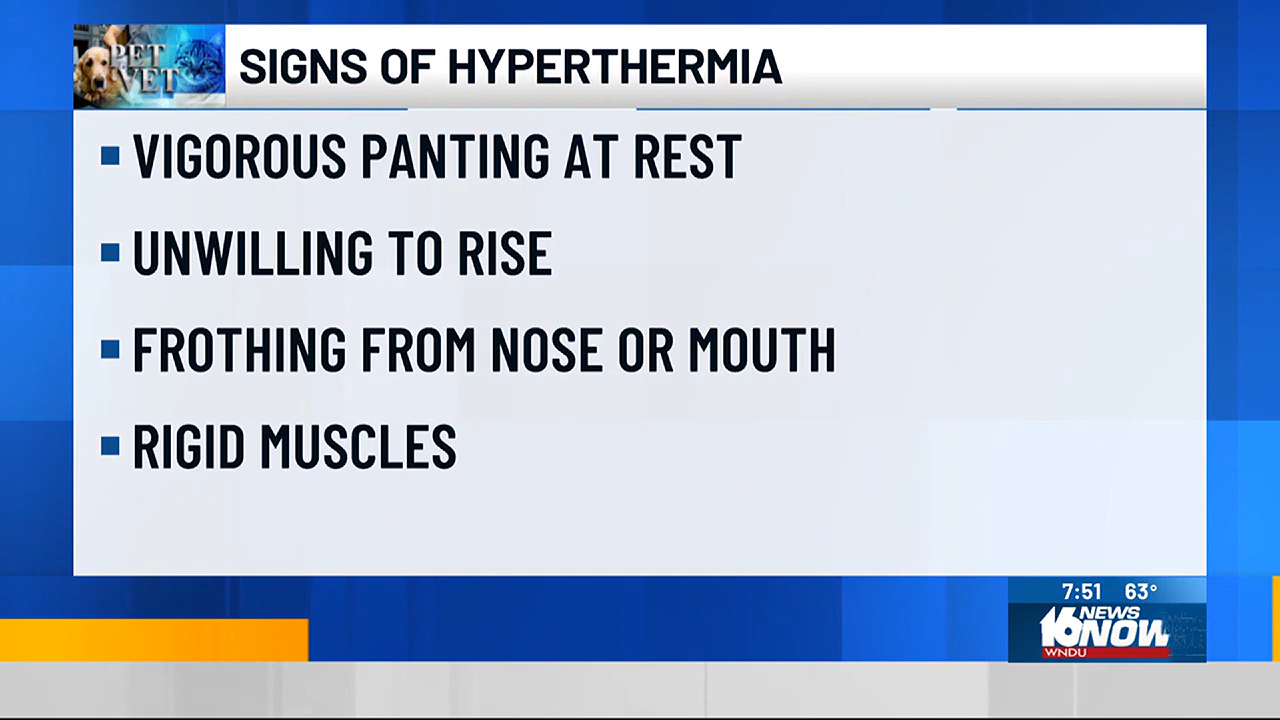 PET
VET
SIGNS OF HYPERTHERMIA
VIGOROUS PANTING AT REST
UNWILLING TO RISE
FROTHING FROM NOSE OR MOUTH
RIGID MUSCLES
7:51 63°
16 NEWS
NOW
WNDU